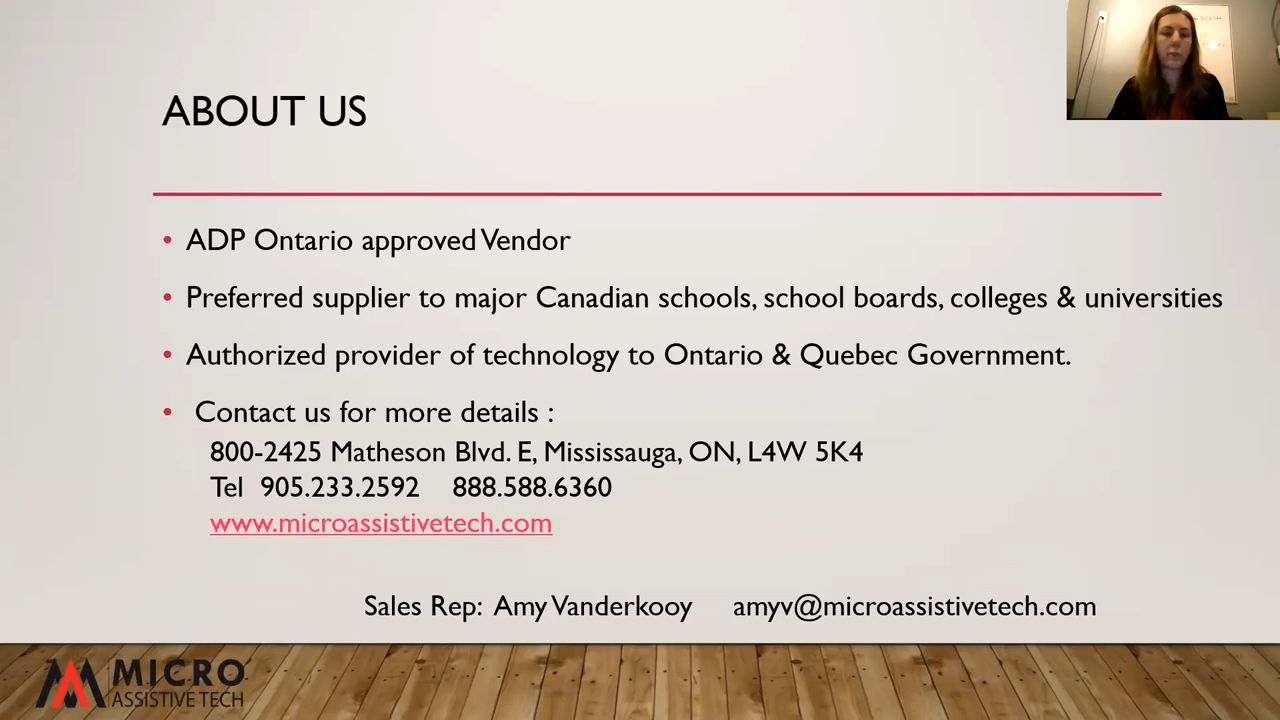 ABOUT US
• ADP Ontario approved Vendor
• Preferred supplier to major Canadian schools, school boards, colleges & universities
• Authorized provider of technology to Ontario & Quebec Government.
• Contact us for more details :
800-2425 Matheson Blvd. E, Mississauga, ON, L4W 5K4
Tel 905.233.2592 888.588.6360
www.microassistivetech.com
Sales Rep: Amy Vanderkooy amyv@microassistivetech.com
MICRO
ASSISTIVE TECH